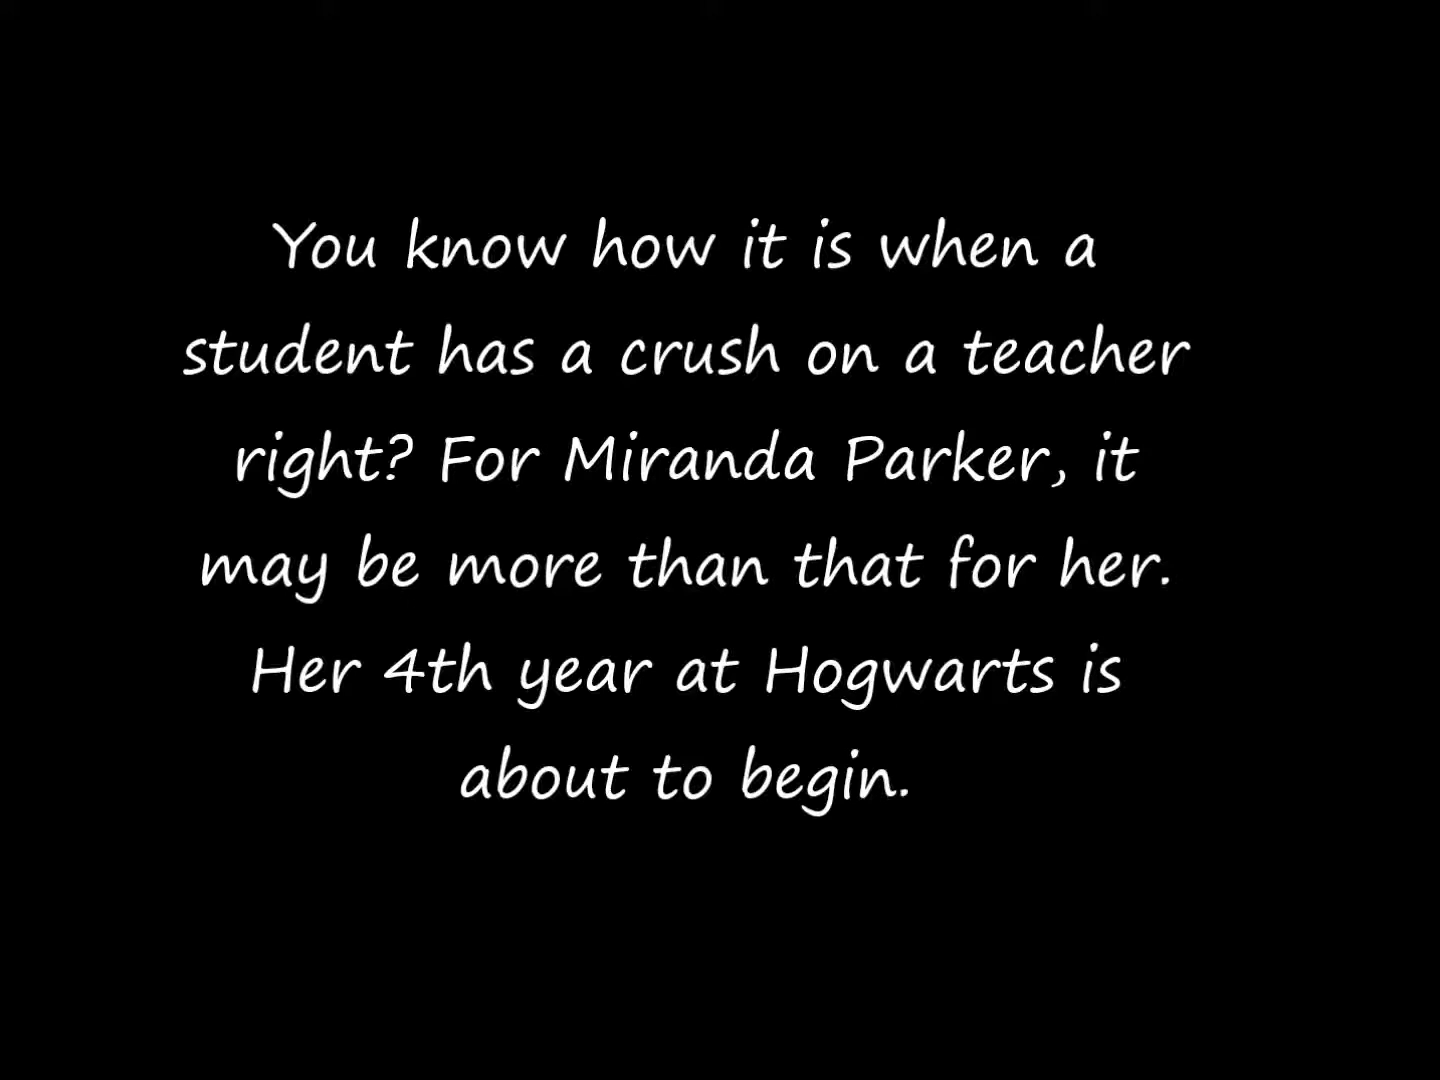 You know how it is when a
student has a crush on a teacher
right? For Miranda Parker, it
may be more than that for her.
Her 4th year at Hogwarts is
about to begin.